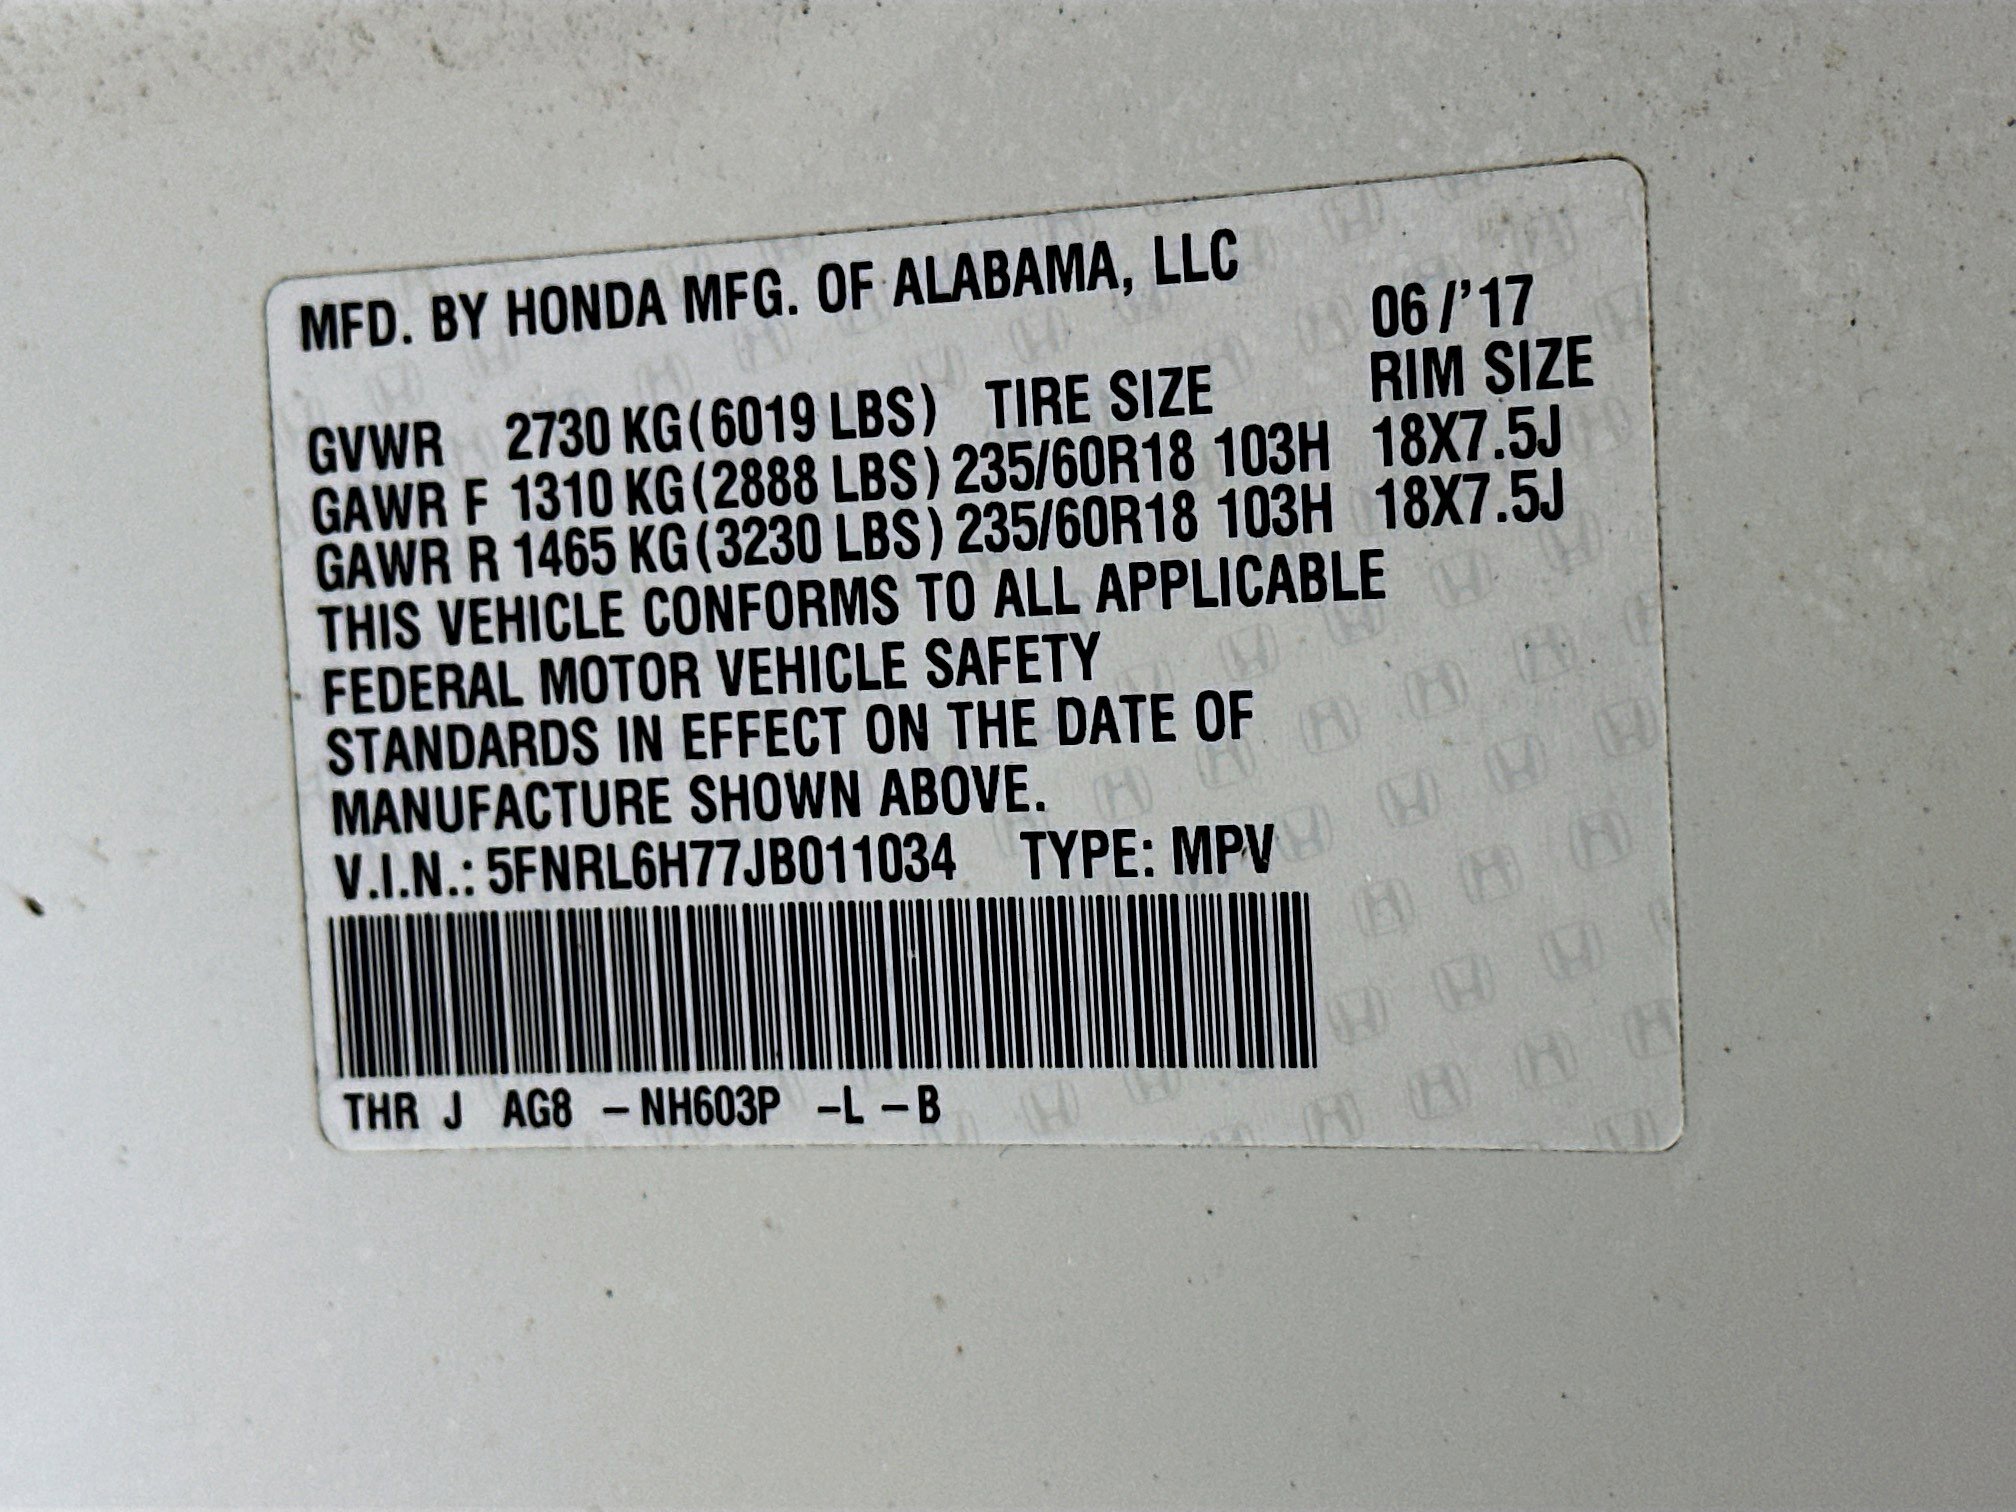 MFD. BY HONDA MFG. OF ALABAMA, LLC
06/'17
GVWR 2730 KG(6019 LBS) TIRE SIZE RIM SIZE
GAWR F 1310 KG(2888 LBS) 235/60R18 103H 18X7.5J
GAWR R 1465 KG(3230 LBS) 235/60R18 103H 18X7.5J
THIS VEHICLE CONFORMS TO ALL APPLICABLE
FEDERAL MOTOR VEHICLE SAFETY
STANDARDS IN EFFECT ON THE DATE OF
MANUFACTURE SHOWN ABOVE.
V.I.N.: 5FNRL6H77JB011034 TYPE: MPV
THR J AG8 –NH603P –L –B